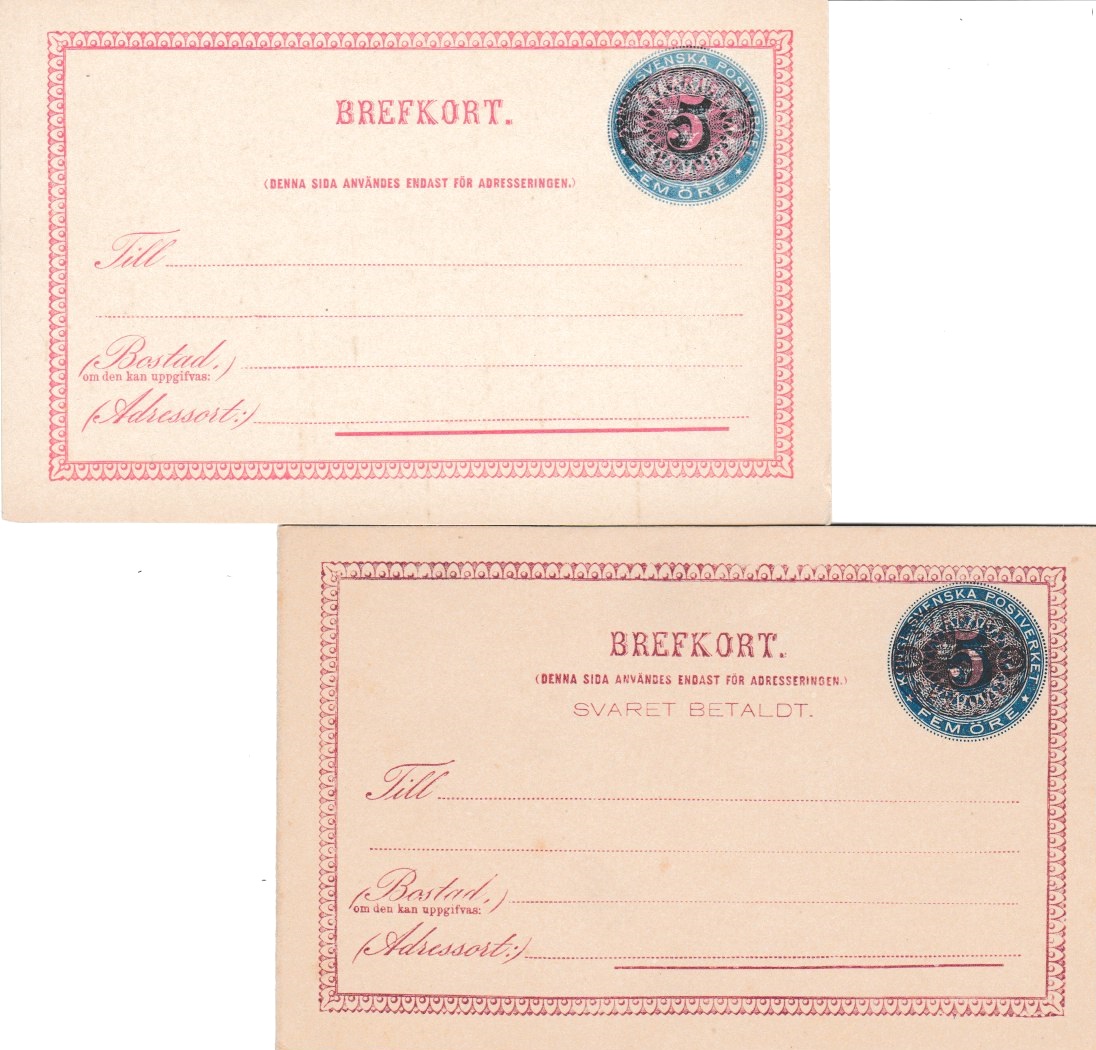 BREFKORT.
KONGL. SVENSKA POSTVERKET
5
★ FEM ÖRE ★
(DENNA SIDA ANVÄNDES ENDAST FÖR ADRESSERINGEN.)
Till
(Bostad,)
om den kan uppgifvas:
(Adressort:)
BREFKORT.
KONGL. SVENSKA POSTVERKET
5
★ FEM ÖRE ★
(DENNA SIDA ANVÄNDES ENDAST FÖR ADRESSERINGEN.)
SVARET BETALDT.
Till
(Bostad,)
om den kan uppgifvas:
(Adressort:)